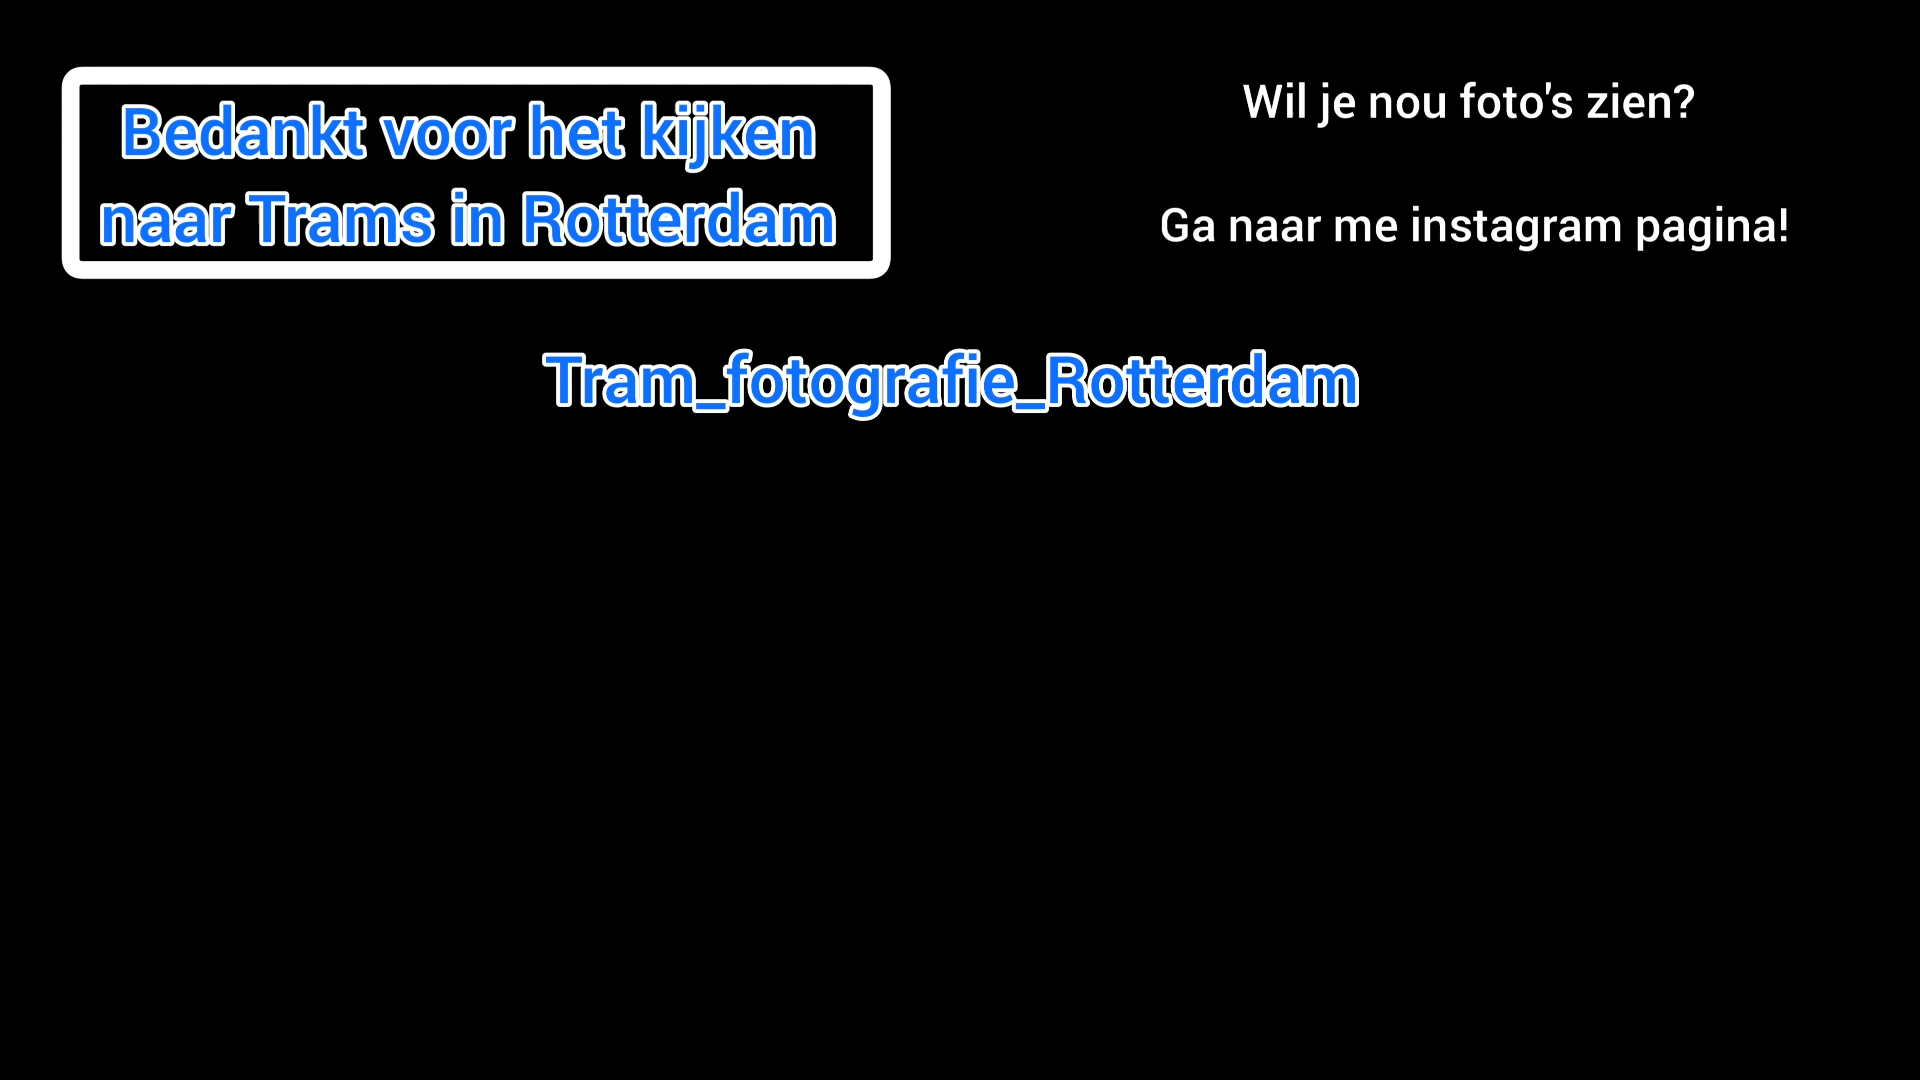 Bedankt voor het kijken
naar Trams in Rotterdam
Wil je nou foto's zien?
Ga naar me instagram pagina!
Tram_fotografie_Rotterdam